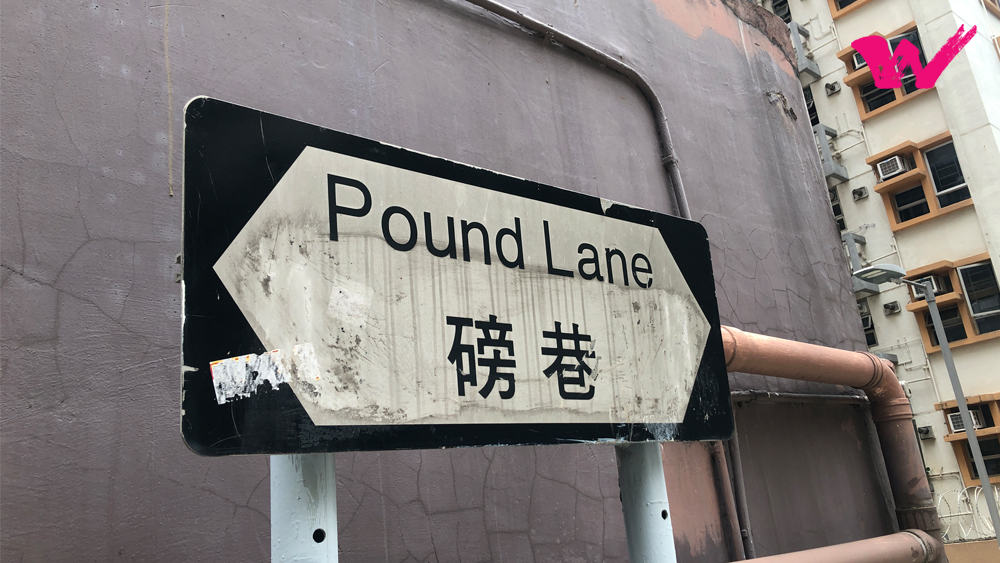 Pound Lane
磅巷
W